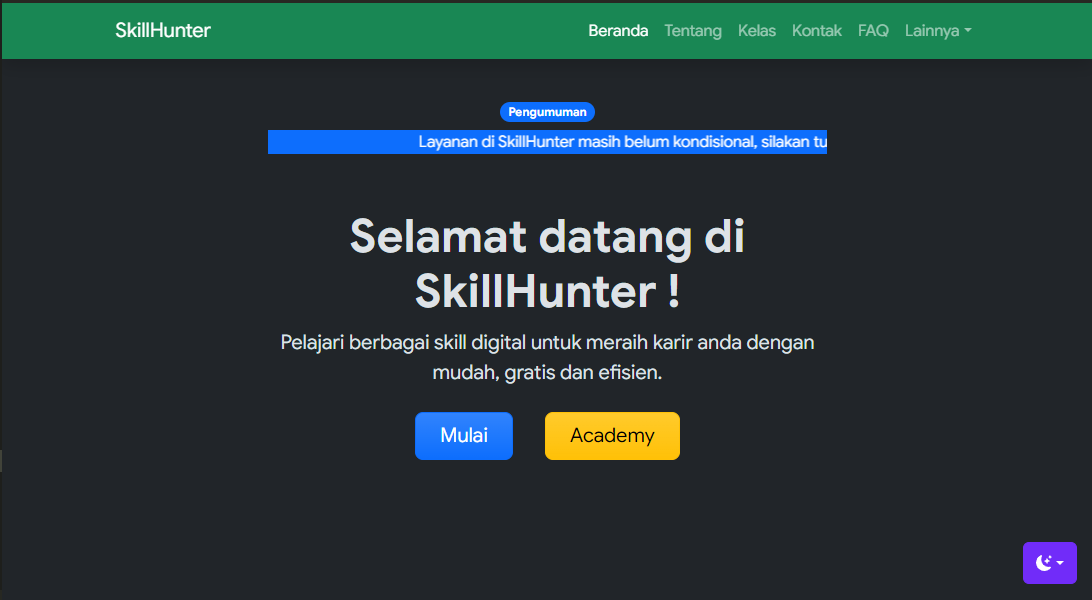 SkillHunter
Beranda Tentang Kelas Kontak FAQ Lainnya
Pengumuman
Layanan di SkillHunter masih belum kondisional, silakan tu
Selamat datang di
SkillHunter !
Pelajari berbagai skill digital untuk meraih karir anda dengan
mudah, gratis dan efisien.
Mulai
Academy